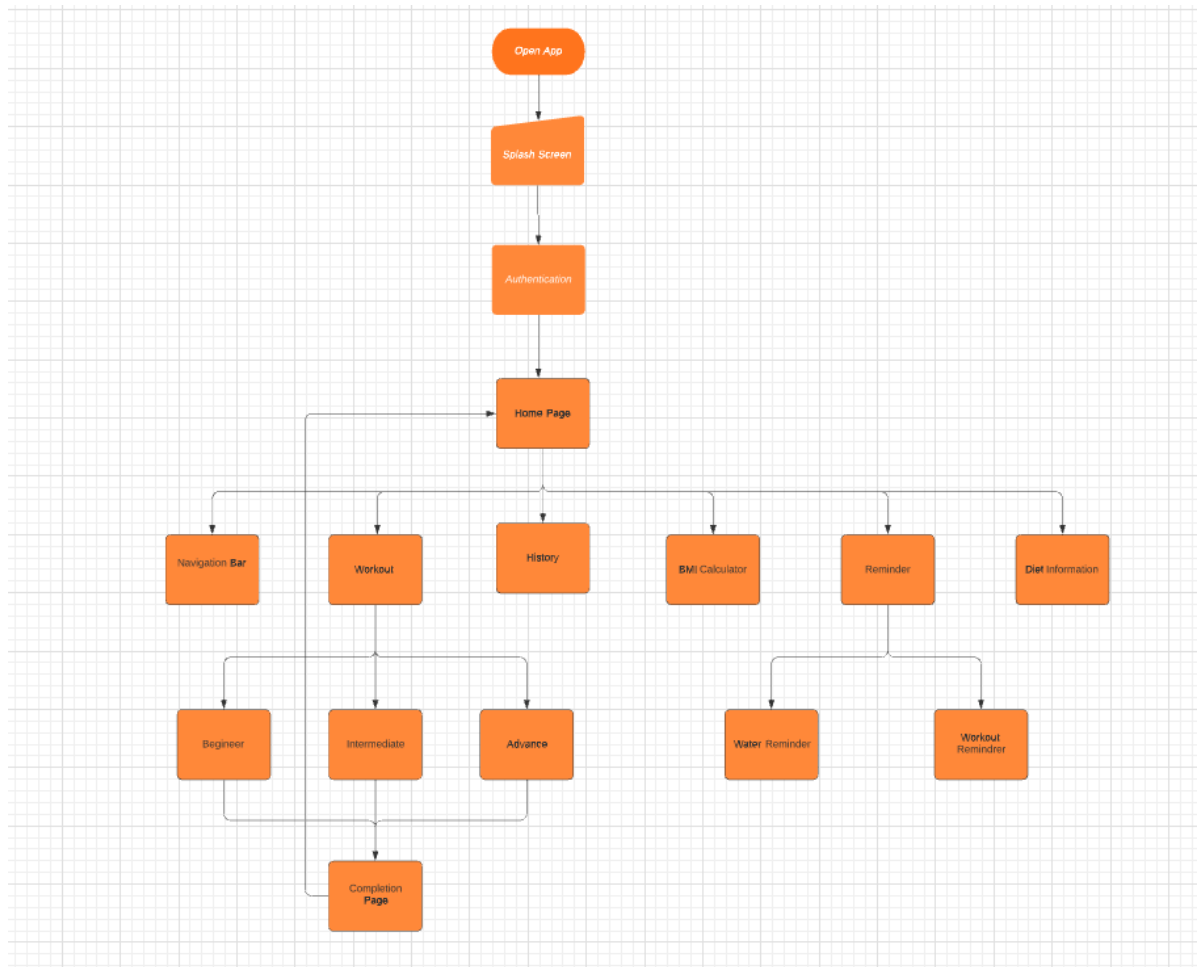 Open App
Splash Screen
Authentication
Home Page
Navigation Bar
Workout
History
BMI Calculator
Reminder
Diet Information
Begineer
Intermediate
Advance
Water Reminder
Workout
Remindrer
Completion
Page